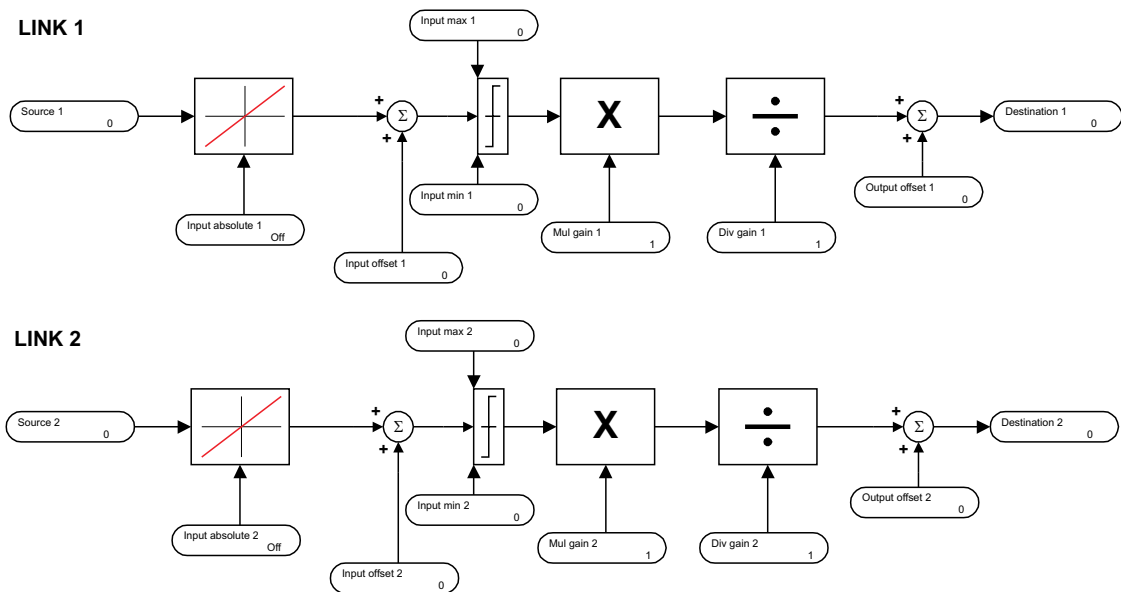 LINK 1
Input max 1
0
Source 1
0
+
+
Σ
X
÷
+
+
Σ
Destination 1
0
Input absolute 1
Off
Input offset 1
0
Input min 1
0
Mul gain 1
1
Div gain 1
1
Output offset 1
0
LINK 2
Input max 2
0
Source 2
0
+
+
Σ
X
÷
+
+
Σ
Destination 2
0
Input absolute 2
Off
Input offset 2
0
Input min 2
0
Mul gain 2
1
Div gain 2
1
Output offset 2
0